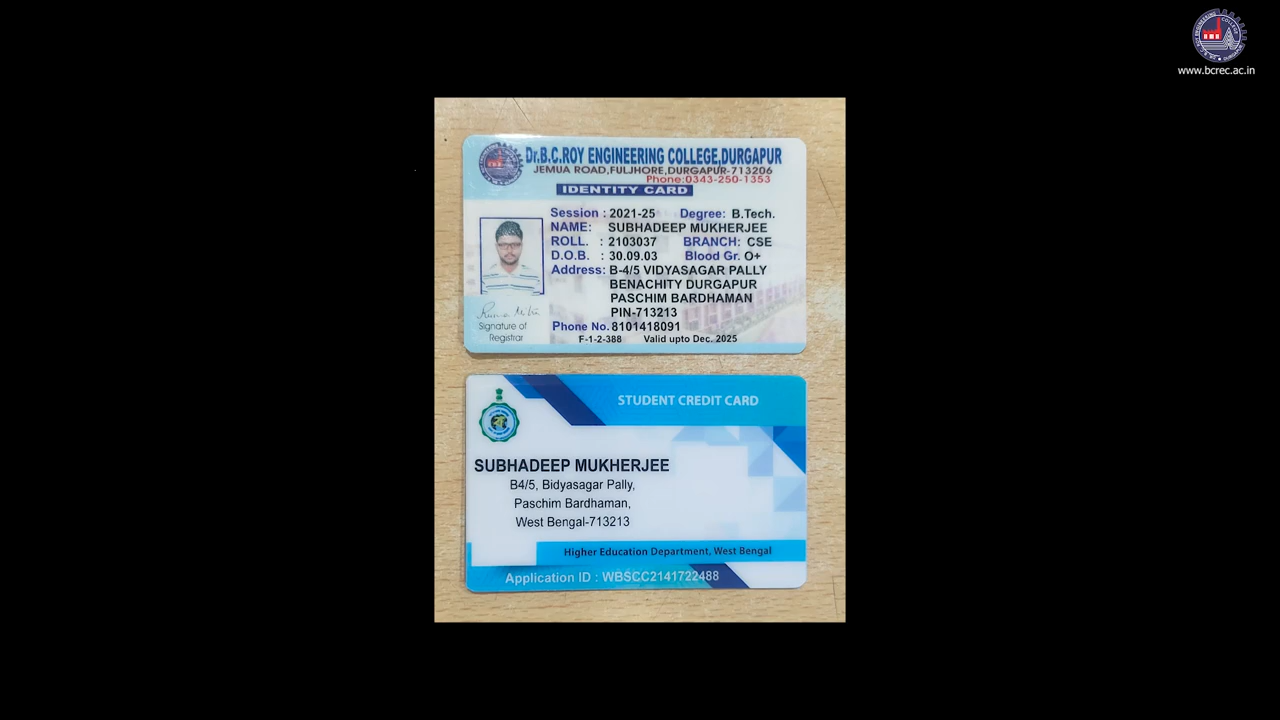 www.bcrec.ac.in
Dr.B.C.ROY ENGINEERING COLLEGE,DURGAPUR
JEMUA ROAD,FULJHORE,DURGAPUR-713206
Phone:0343-250-1353
IDENTITY CARD
Session : 2021-25 Degree: B.Tech.
NAME: SUBHADEEP MUKHERJEE
ROLL. : 2103037 BRANCH: CSE
D.O.B. : 30.09.03 Blood Gr. O+
Address: B-4/5 VIDYASAGAR PALLY
BENACHITY DURGAPUR
PASCHIM BARDHAMAN
PIN-713213
Phone No. 8101418091
Signature of
Registrar
F-1-2-388 Valid upto Dec. 2025
STUDENT CREDIT CARD
SUBHADEEP MUKHERJEE
B4/5, Bidyasagar Pally,
Paschim Bardhaman,
West Bengal-713213
Higher Education Department, West Bengal
Application ID : WBSCC2141722488